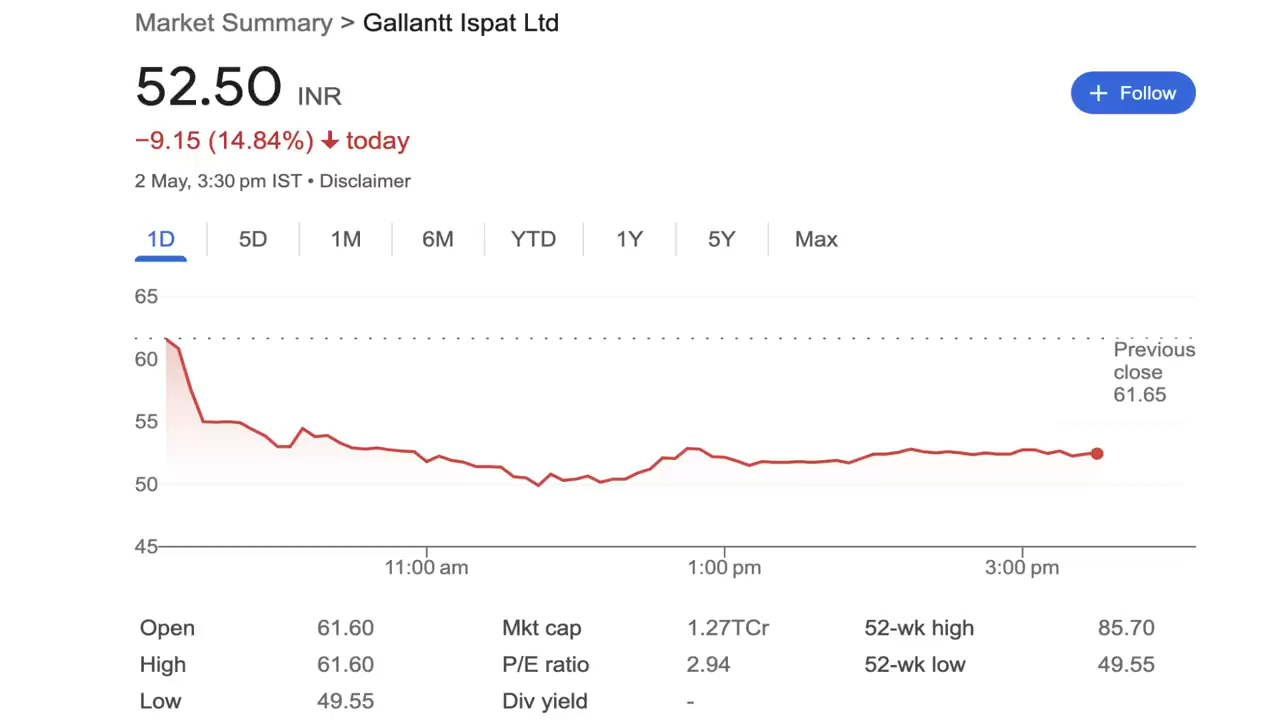 Market Summary > Gallantt Ispat Ltd
52.50 INR
+ Follow
−9.15 (14.84%) ↓ today
2 May, 3:30 pm IST • Disclaimer
1D 5D 1M 6M YTD 1Y 5Y Max
65
60
55
50
45
Previous
close
61.65
11:00 am 1:00 pm 3:00 pm
Open 61.60 Mkt cap 1.27TCr 52-wk high 85.70
High 61.60 P/E ratio 2.94 52-wk low 49.55
Low 49.55 Div yield -